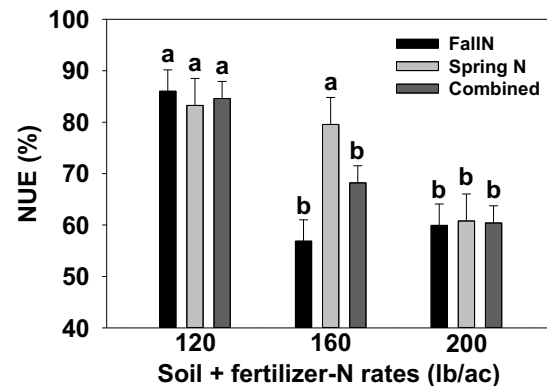 100
90
80
70
60
50
40
NUE (%)
FallN
Spring N
Combined
a a a
a
b b
b b b
120 160 200
Soil + fertilizer-N rates (lb/ac)